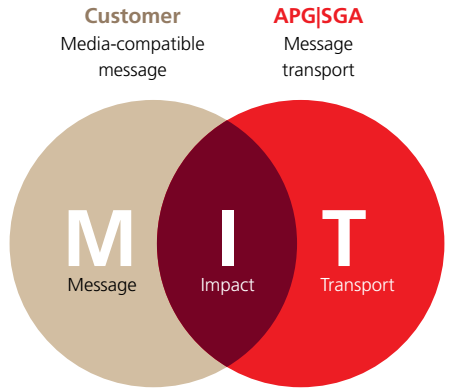 Customer
Media-compatible
message
APG|SGA
Message
transport
M
Message
I
Impact
T
Transport